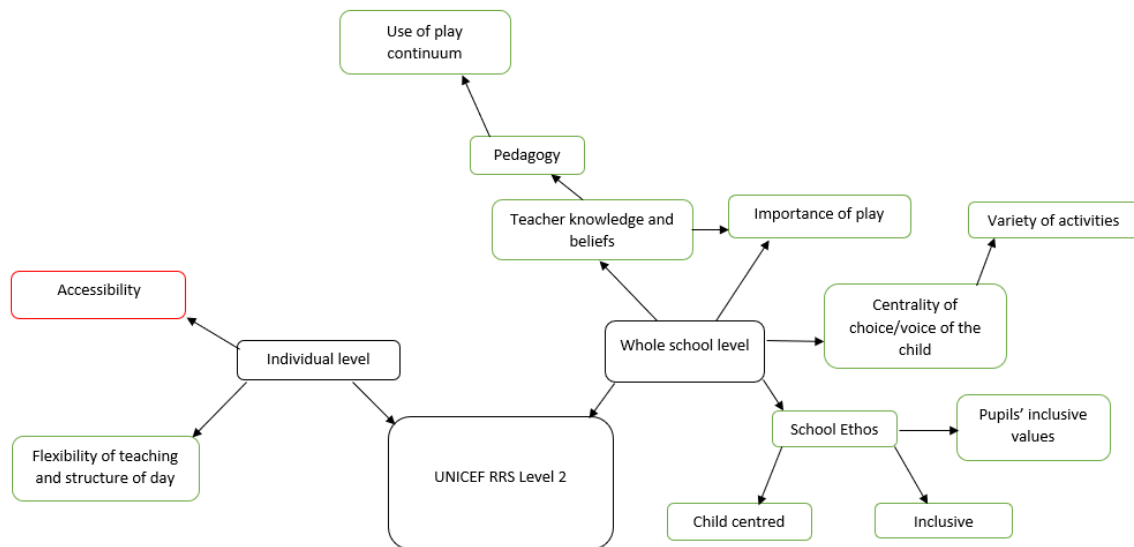 Use of play
continuum
Pedagogy
Teacher knowledge and
beliefs
Importance of play
Variety of activities
Accessibility
Centrality of
choice/voice of the
child
Whole school level
Individual level
Pupils’ inclusive
values
School Ethos
Flexibility of teaching
and structure of day
UNICEF RRS Level 2
Child centred
Inclusive